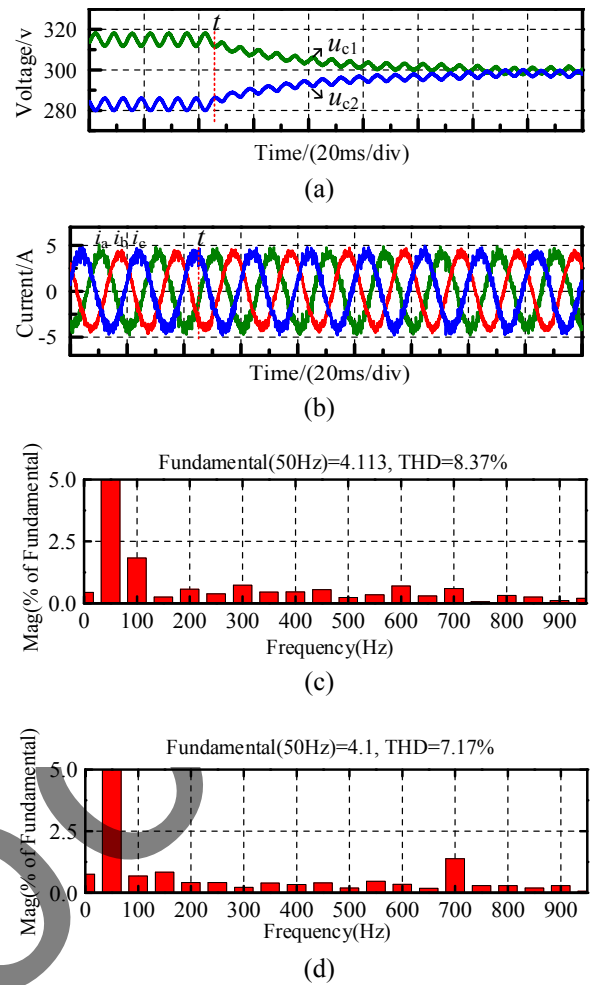 320
300
280
Voltage/v
t
uc1
uc2
Time/(20ms/div)
(a)
5
0
-5
Current/A
ia ib ic
t
Time/(20ms/div)
(b)
Fundamental(50Hz)=4.113, THD=8.37%
5.0
2.5
0.0
Mag(% of Fundamental)
0 100 200 300 400 500 600 700 800 900
Frequency(Hz)
(c)
Fundamental(50Hz)=4.1, THD=7.17%
5.0
2.5
0.0
Mag(% of Fundamental)
0 100 200 300 400 500 600 700 800 900
Frequency(Hz)
(d)